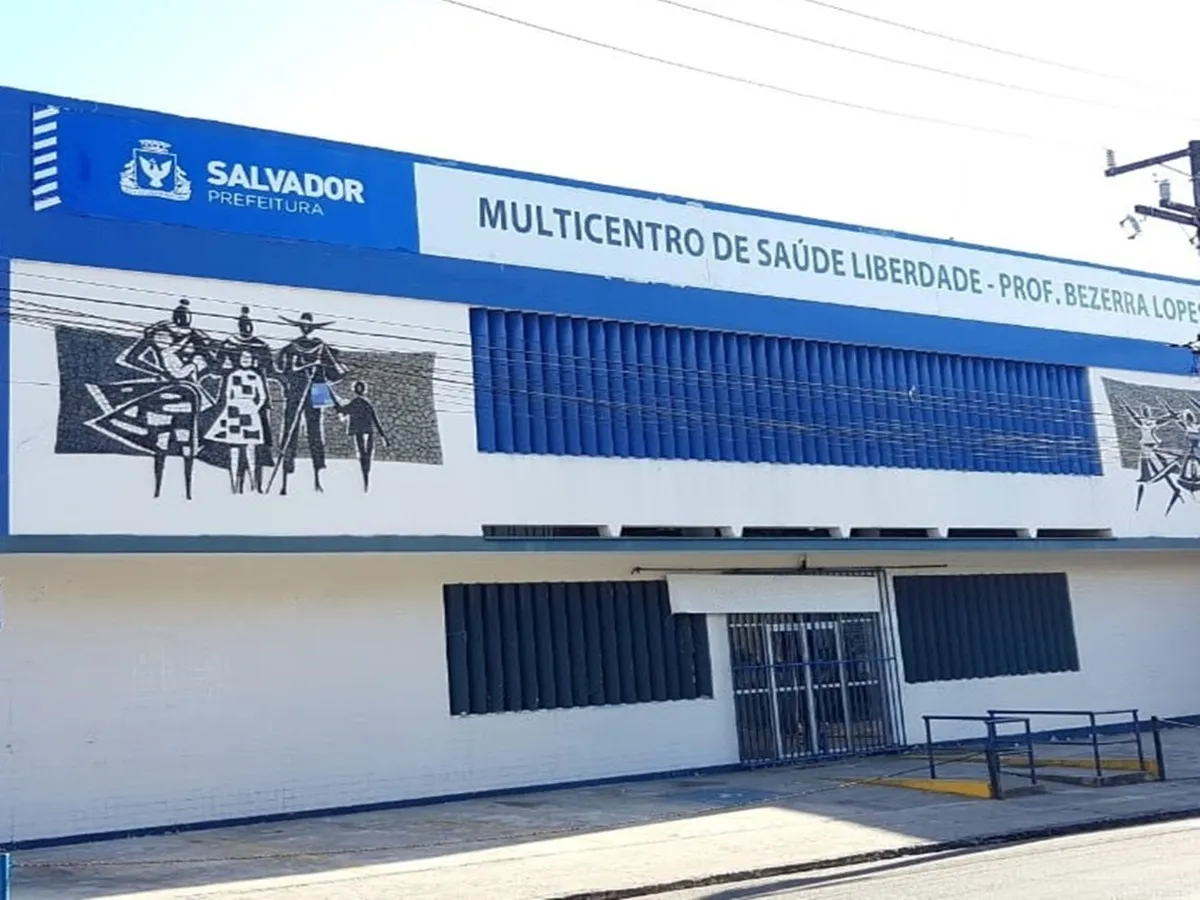 SALVADOR
PREFEITURA
MULTICENTRO DE SAÚDE LIBERDADE - PROF. BEZERRA LOPES